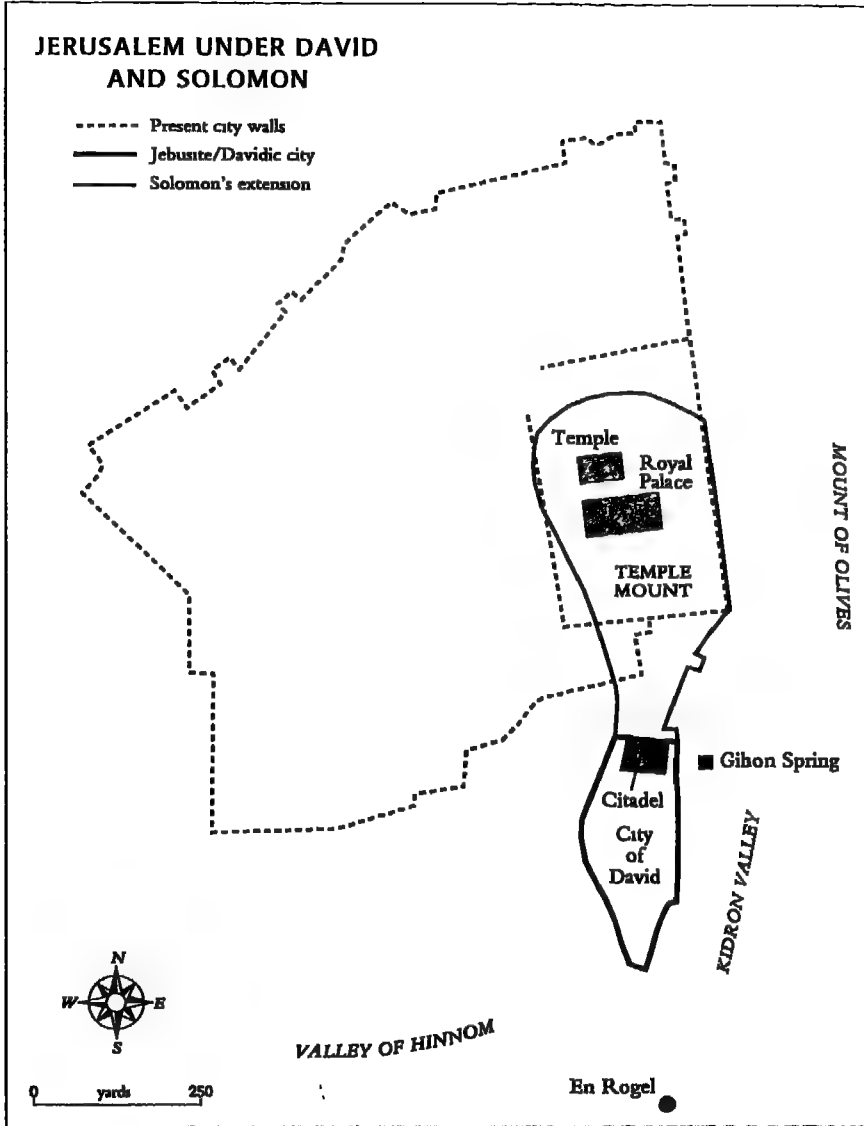 JERUSALEM UNDER DAVID
AND SOLOMON
Present city walls
Jebusite/Davidic city
Solomon's extension
Temple
Royal
Palace
TEMPLE
MOUNT
MOUNT OF OLIVES
Gihon Spring
Citadel
City
of
David
KIDRON VALLEY
N
W E
S
VALLEY OF HINNOM
0 yards 250
En Rogel